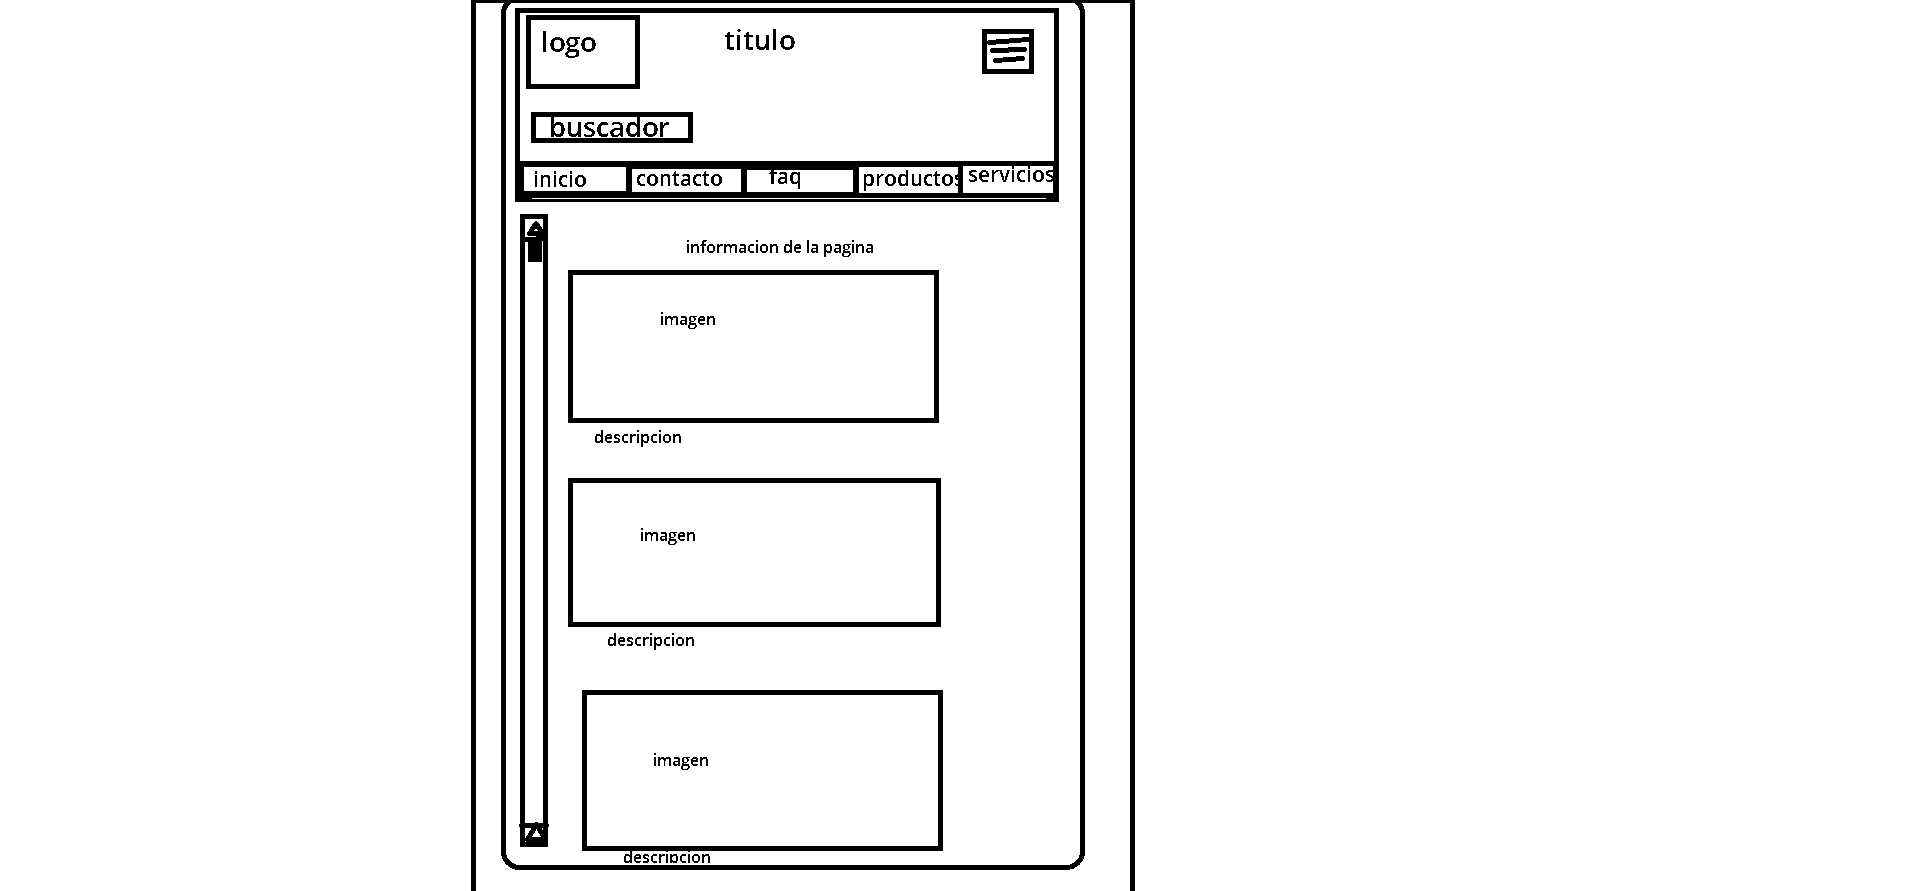 logo
titulo
buscador
inicio contacto faq productos servicios
informacion de la pagina
imagen
descripcion
imagen
descripcion
imagen
descripcion